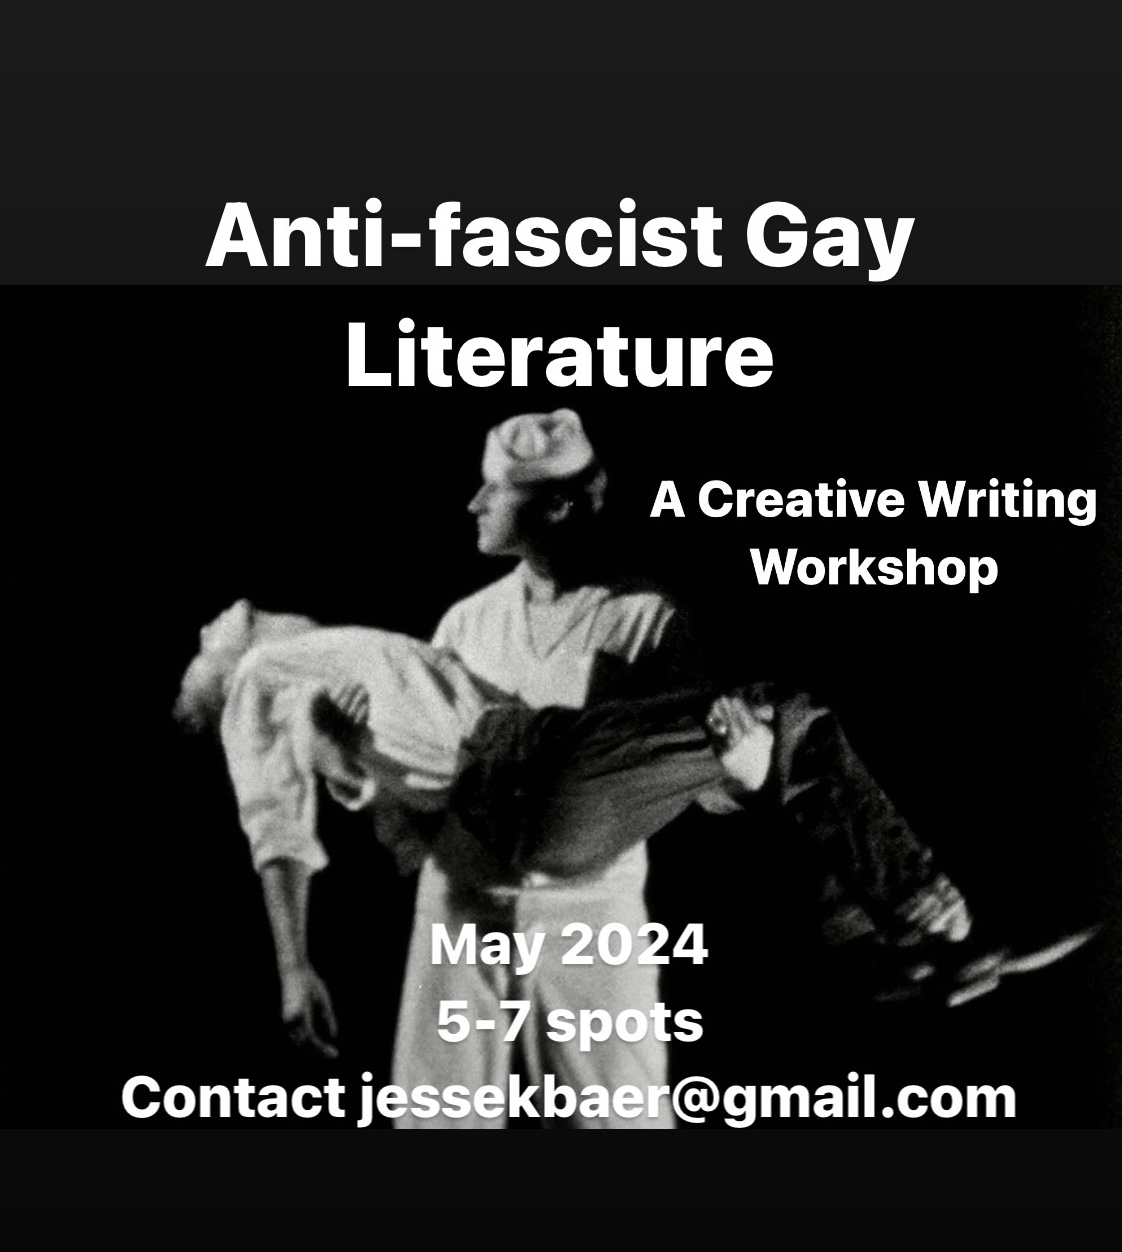 Anti-fascist Gay
Literature
A Creative Writing
Workshop
May 2024
5-7 spots
Contact jessekbaer@gmail.com